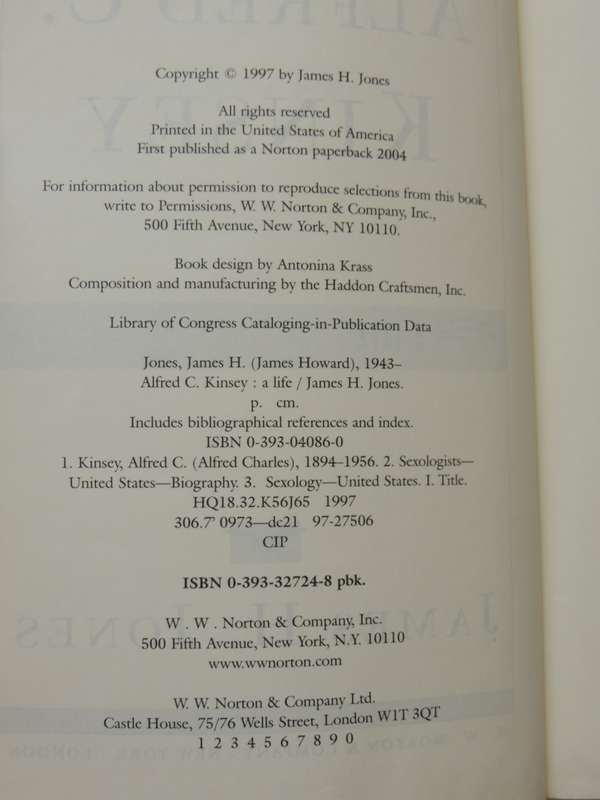 Copyright © 1997 by James H. Jones
All rights reserved
Printed in the United States of America
First published as a Norton paperback 2004
For information about permission to reproduce selections from this book,
write to Permissions, W. W. Norton & Company, Inc.,
500 Fifth Avenue, New York, NY 10110.
Book design by Antonina Krass
Composition and manufacturing by the Haddon Craftsmen, Inc.
Library of Congress Cataloging-in-Publication Data
Jones, James H. (James Howard), 1943–
Alfred C. Kinsey : a life / James H. Jones.
p. cm.
Includes bibliographical references and index.
ISBN 0-393-04086-0
1. Kinsey, Alfred C. (Alfred Charles), 1894–1956. 2. Sexologists—
United States—Biography. 3. Sexology—United States. I. Title.
HQ18.32.K56J65 1997
306.7' 0973—dc21 97-27506
CIP
ISBN 0-393-32724-8 pbk.
W . W . Norton & Company, Inc.
500 Fifth Avenue, New York, N.Y. 10110
www.wwnorton.com
W. W. Norton & Company Ltd.
Castle House, 75/76 Wells Street, London W1T 3QT
1 2 3 4 5 6 7 8 9 0